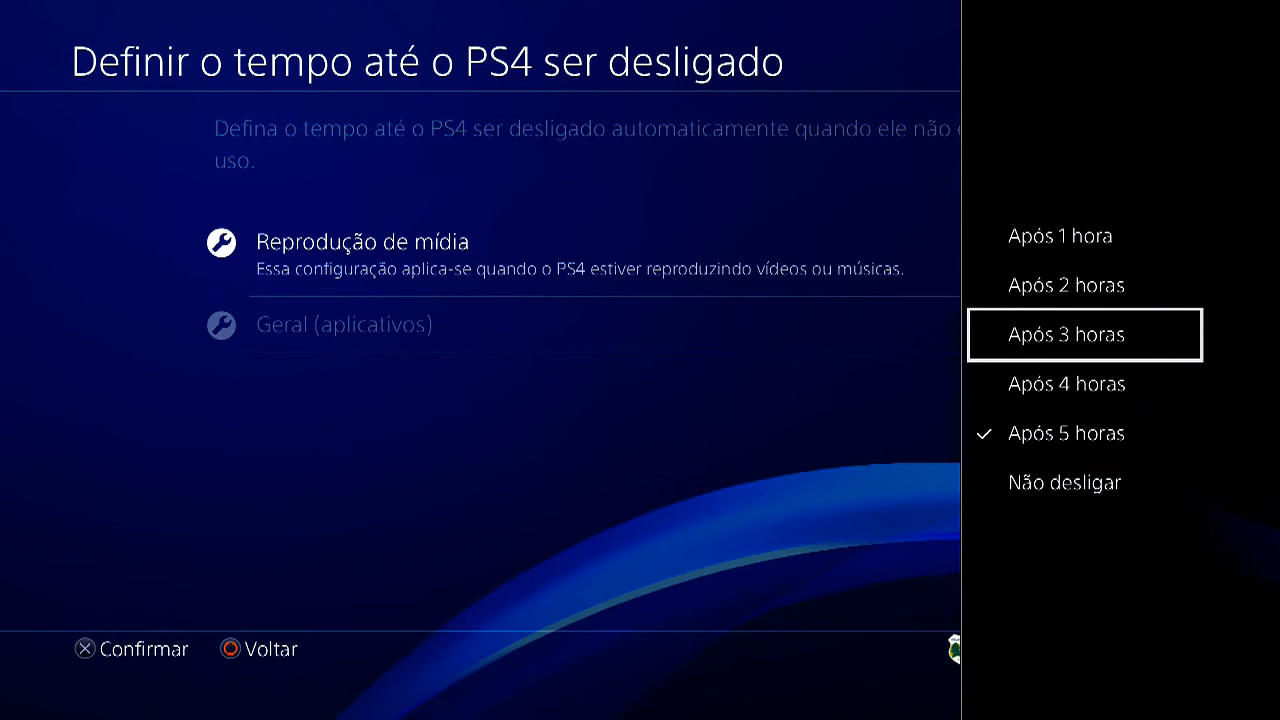 Definir o tempo até o PS4 ser desligado
Defina o tempo até o PS4 ser desligado automaticamente quando ele não
uso.
Reprodução de mídia
Essa configuração aplica-se quando o PS4 estiver reproduzindo vídeos ou músicas.
Geral (aplicativos)
Após 1 hora
Após 2 horas
Após 3 horas
Após 4 horas
Após 5 horas
Não desligar
Confirmar
Voltar